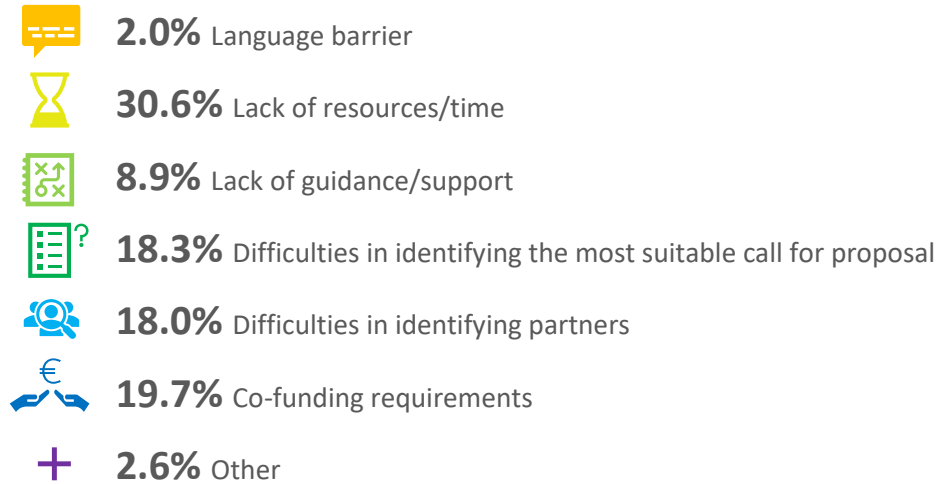 2.0% Language barrier
30.6% Lack of resources/time
8.9% Lack of guidance/support
18.3% Difficulties in identifying the most suitable call for proposal
18.0% Difficulties in identifying partners
19.7% Co-funding requirements
2.6% Other